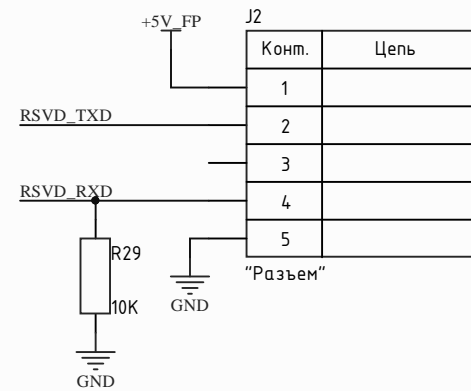 +5V_FP
J2
Конт. Цепь
1
RSVD_TXD
2
3
RSVD_RXD
4
5
R29
"Разъем"
10K
GND
GND